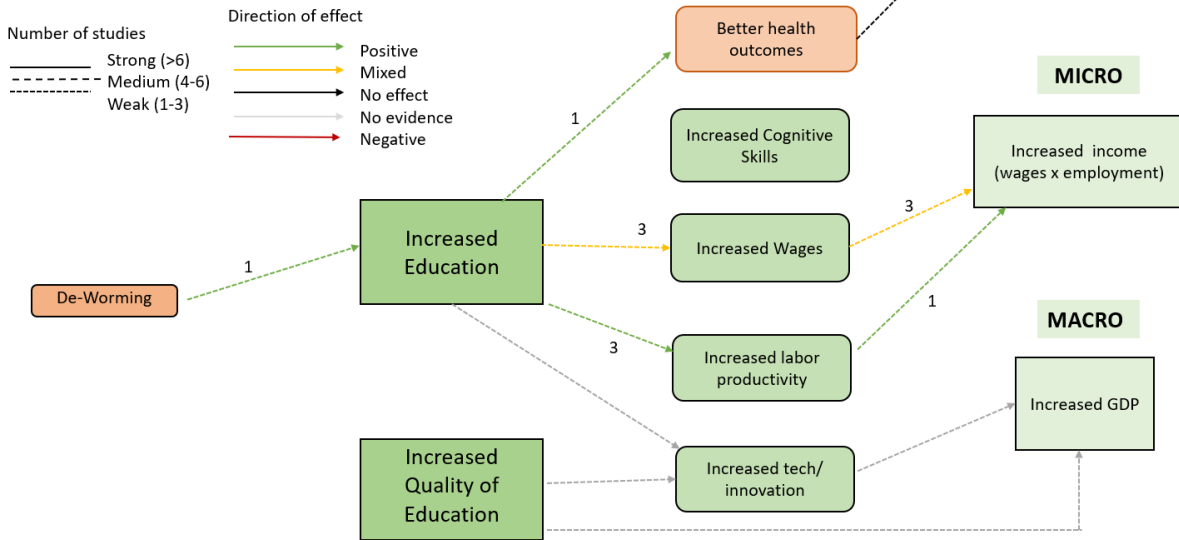 Number of studies
Strong (>6)
Medium (4-6)
Weak (1-3)
Direction of effect
Positive
Mixed
No effect
No evidence
Negative
Better health
outcomes
MICRO
1
Increased Cognitive
Skills
Increased  income
(wages x employment)
Increased
Education
3
Increased Wages
3
1
De-Worming
1
MACRO
3
Increased labor
productivity
Increased GDP
Increased
Quality of
Education
Increased tech/
innovation